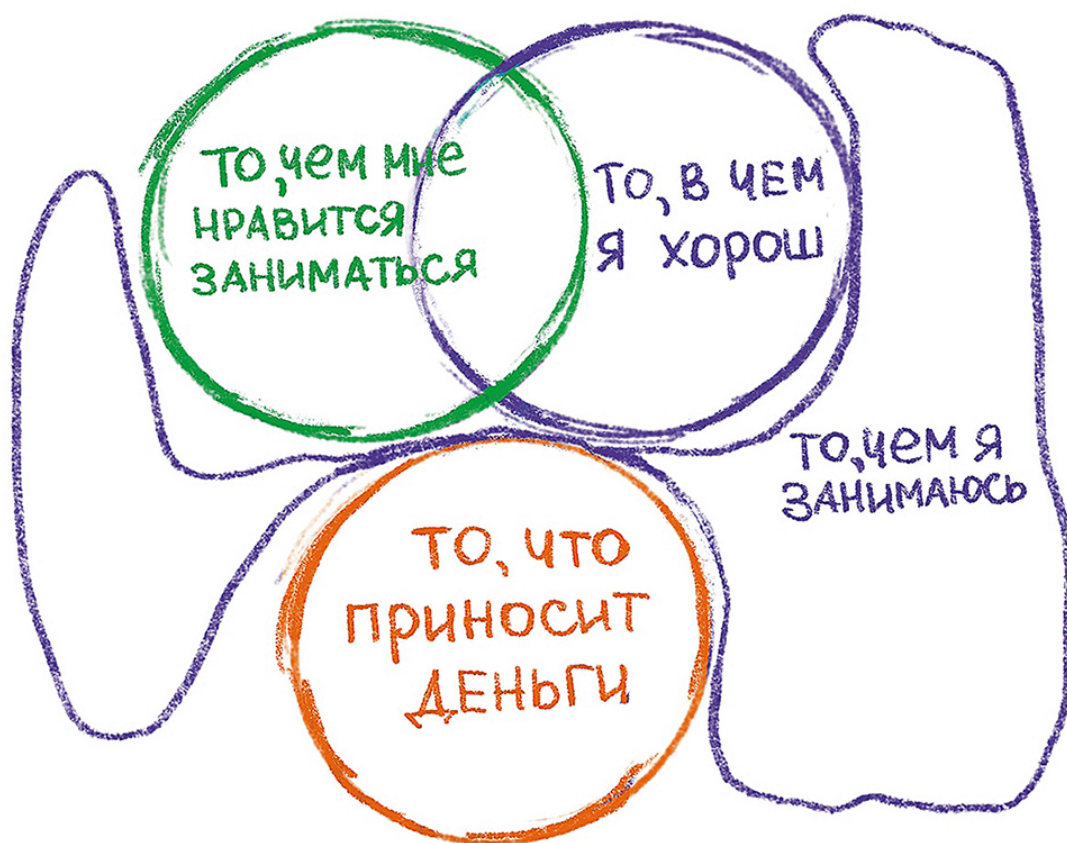 ТО, ЧЕМ МНЕ
НРАВИТСЯ
ЗАНИМАТЬСЯ
ТО, В ЧЕМ
Я ХОРОШ
ТО, ЧЕМ Я
ЗАНИМАЮСЬ
ТО, ЧТО
ПРИНОСИТ
ДЕНЬГИ